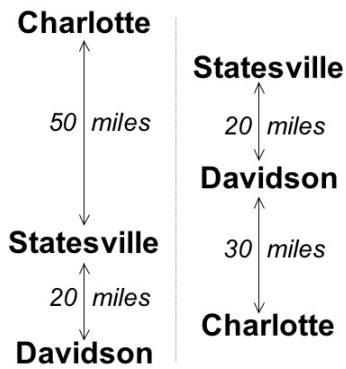 Charlotte
50 miles
Statesville
20 miles
Davidson
Statesville
20 miles
Davidson
30 miles
Charlotte